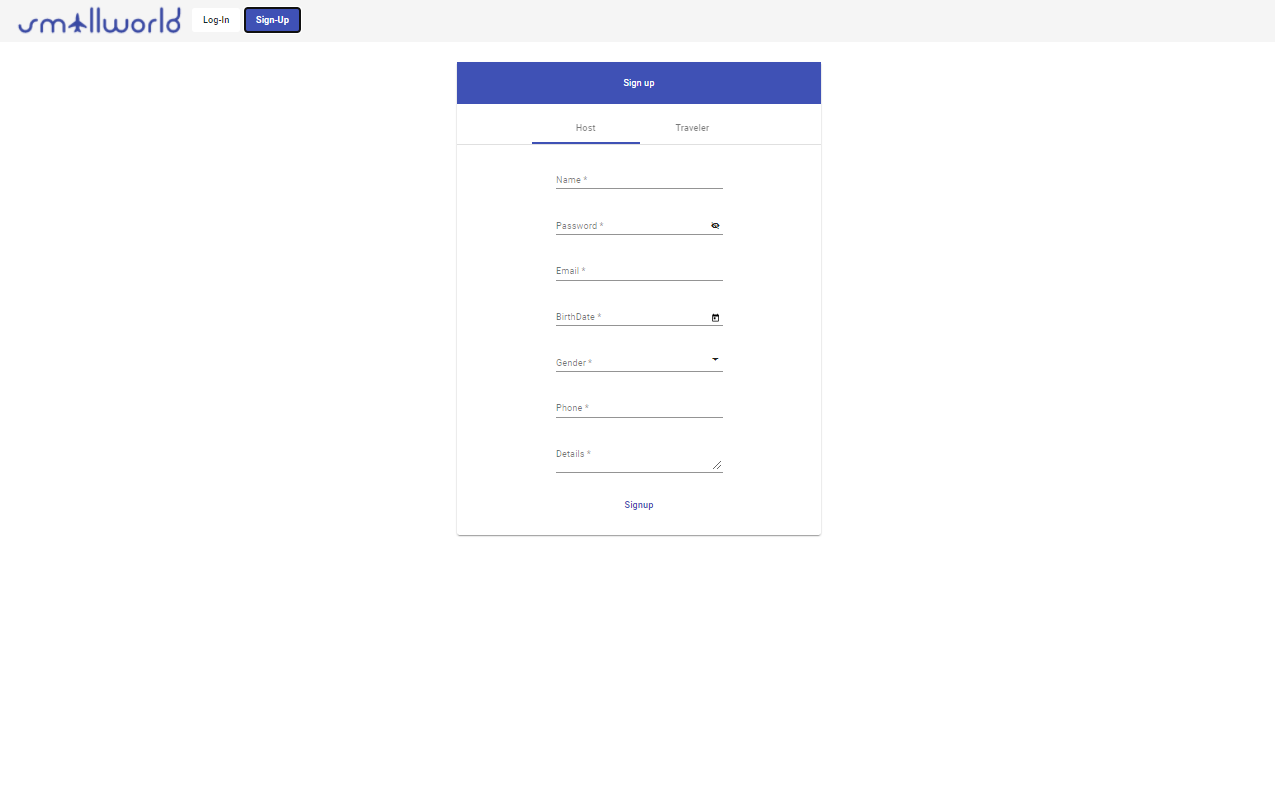 smallworld
Log-In
Sign-Up
Sign up
Host
Traveler
Name *
Password *
Email *
BirthDate *
Gender *
Phone *
Details *
Signup